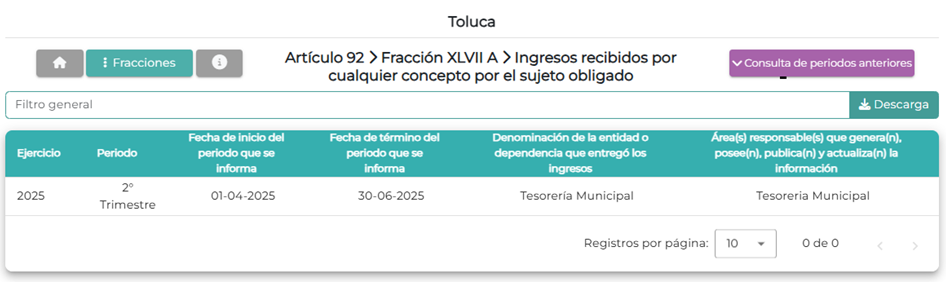 Toluca
Fracciones
Artículo 92 > Fracción XLVII A > Ingresos recibidos por
cualquier concepto por el sujeto obligado
Consulta de periodos anteriores
Filtro general
Descarga
Ejercicio
Periodo
Fecha de inicio del
periodo que se
informa
Fecha de término del
periodo que se
informa
Denominación de la entidad o
dependencia que entregó los
ingresos
Área(s) responsable(s) que genera(n),
posee(n), publica(n) y actualiza(n) la
información
2025
2°
Trimestre
01-04-2025
30-06-2025
Tesorería Municipal
Tesoreria Municipal
Registros por página:
10
0 de 0